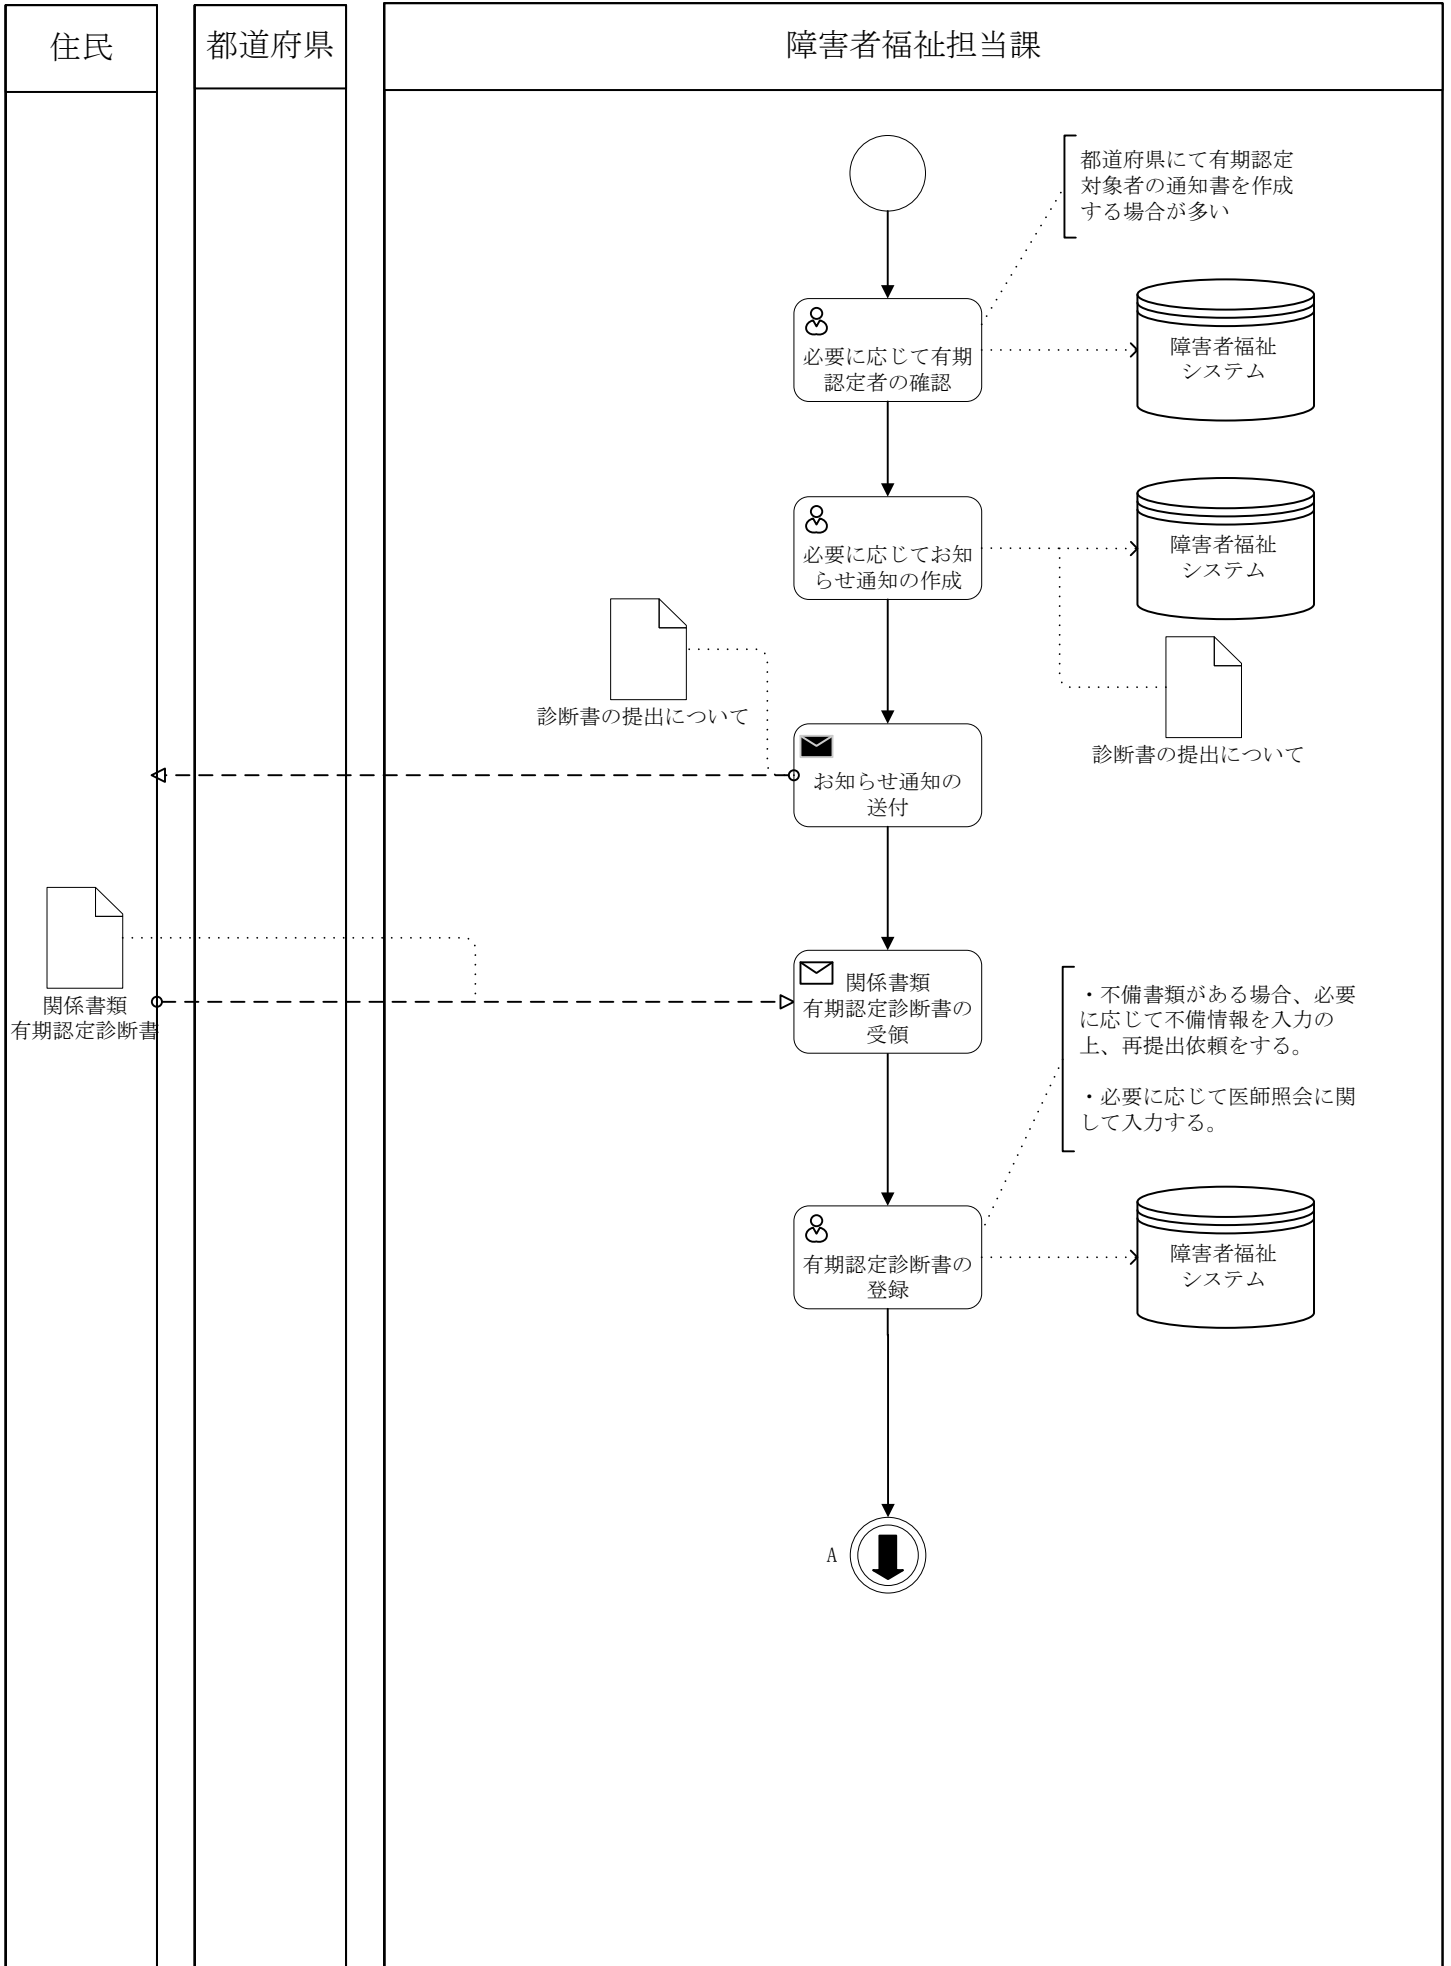 住民
都道府県
障害者福祉担当課
都道府県にて有期認定
対象者の通知書を作成
する場合が多い
必要に応じて有期
認定者の確認
障害者福祉
システム
必要に応じてお知
らせ通知の作成
障害者福祉
システム
診断書の提出について
診断書の提出について
お知らせ通知の
送付
関係書類
有期認定診断書
関係書類
有期認定診断書の
受領
・不備書類がある場合、必要
に応じて不備情報を入力の
上、再提出依頼をする。
・必要に応じて医師照会に関
して入力する。
有期認定診断書の
登録
障害者福祉
システム
A